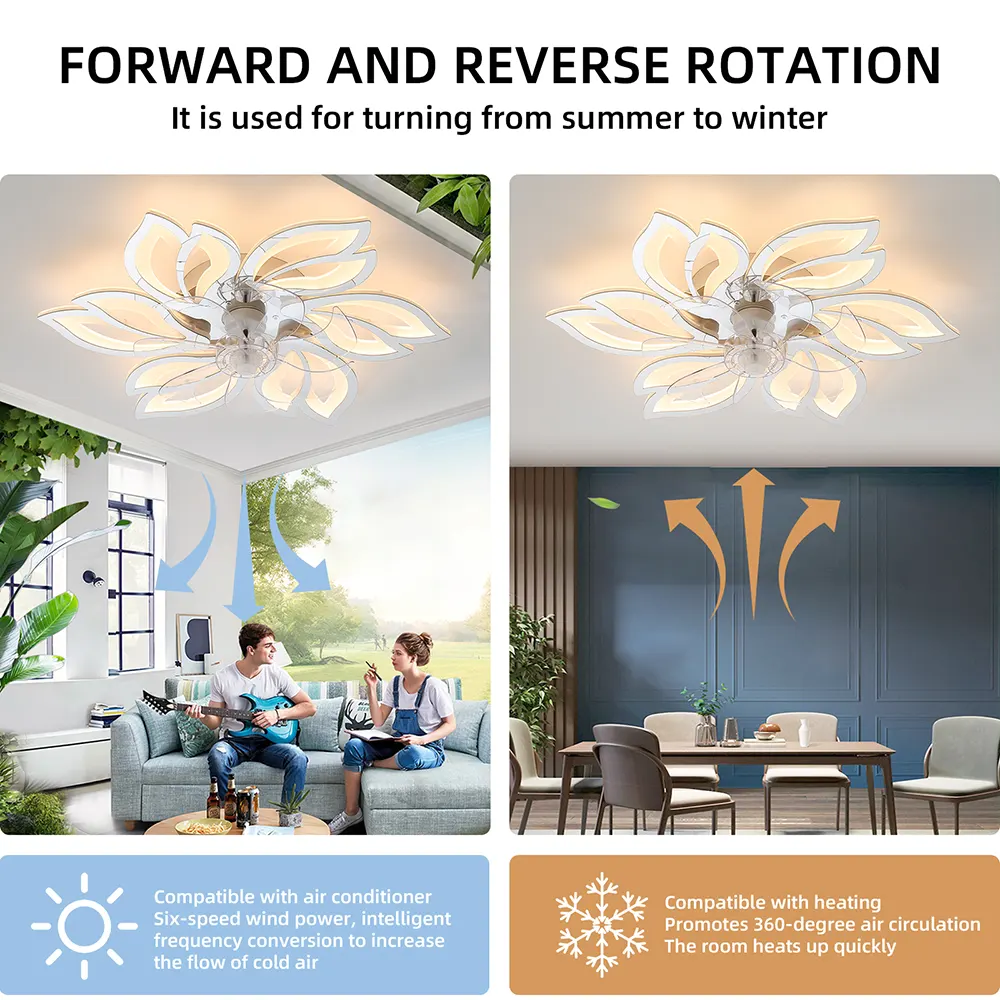 FORWARD AND REVERSE ROTATION
It is used for turning from summer to winter
Compatible with air conditioner
Six-speed wind power, intelligent
frequency conversion to increase
the flow of cold air
Compatible with heating
Promotes 360-degree air circulation
The room heats up quickly